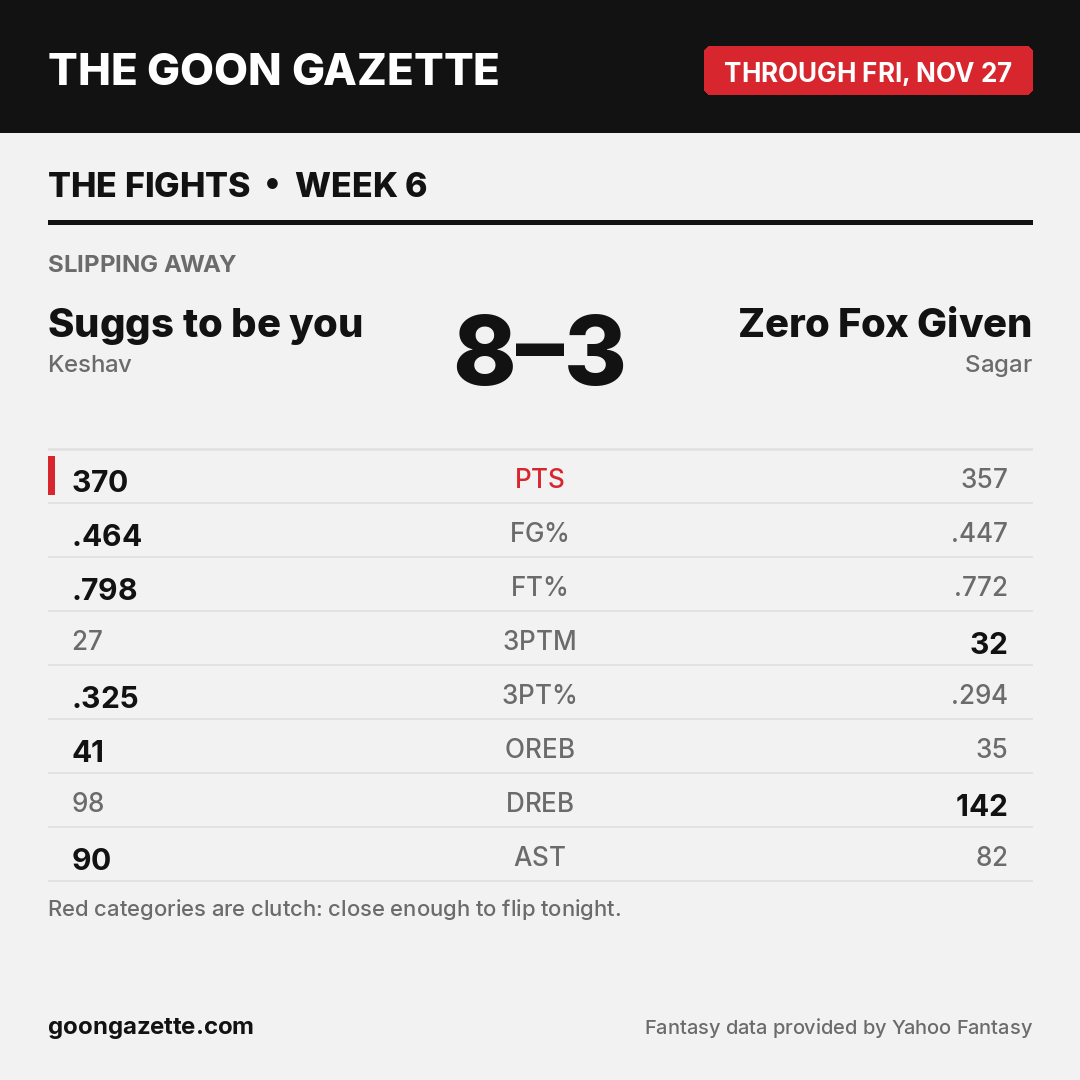 THE GOON GAZETTE
THROUGH FRI, NOV 27
THE FIGHTS • WEEK 6
SLIPPING AWAY
Suggs to be you 8–3 Zero Fox Given
Keshav Sagar
370 PTS 357
.464 FG% .447
.798 FT% .772
27 3PTM 32
.325 3PT% .294
41 OREB 35
98 DREB 142
90 AST 82
Red categories are clutch: close enough to flip tonight.
goongazette.com Fantasy data provided by Yahoo Fantasy